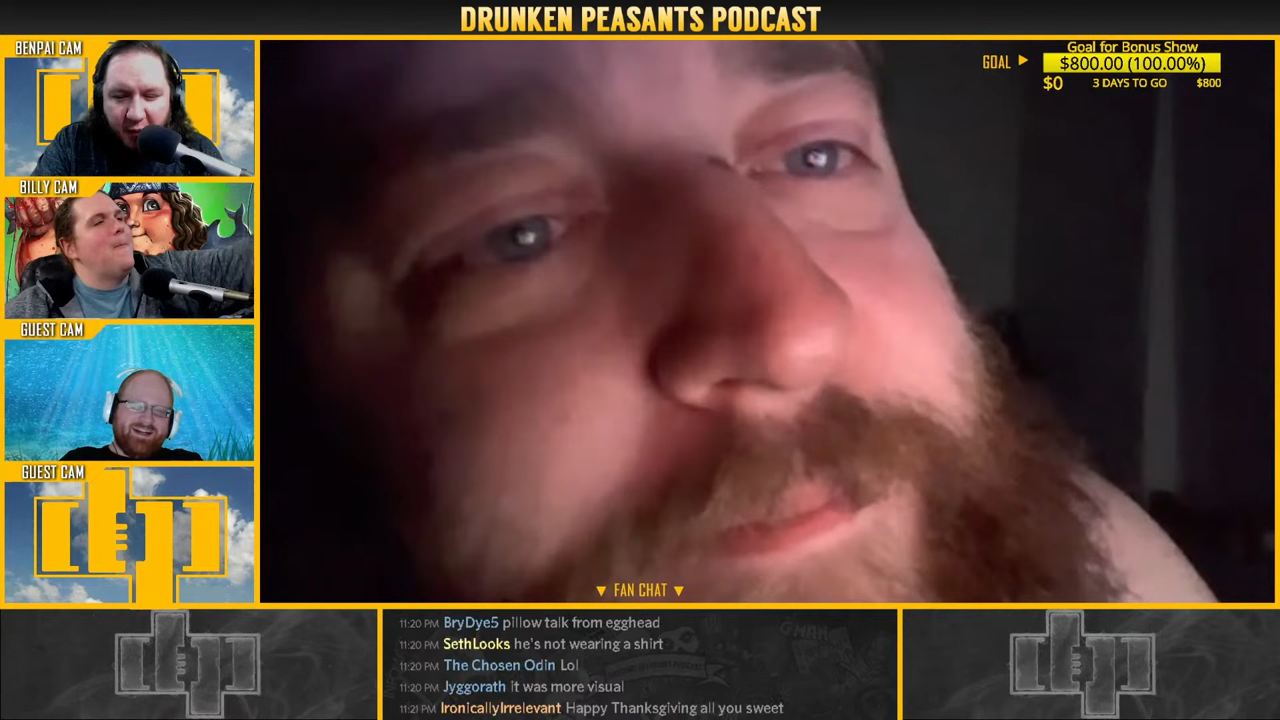 DRUNKEN PEASANTS PODCAST
BENPAI CAM
BILLY CAM
GUEST CAM
GUEST CAM
Goal for Bonus Show
GOAL ▶ $800.00 (100.00%)
$0 3 DAYS TO GO $800
▼ FAN CHAT ▼
11:20 PM BryDye5 pillow talk from egghead
11:20 PM SethLooks he's not wearing a shirt
11:20 PM The Chosen Odin Lol
11:20 PM Jyggorath it was more visual
11:21 PM IronicallyIrrelevant Happy Thanksgiving all you sweet